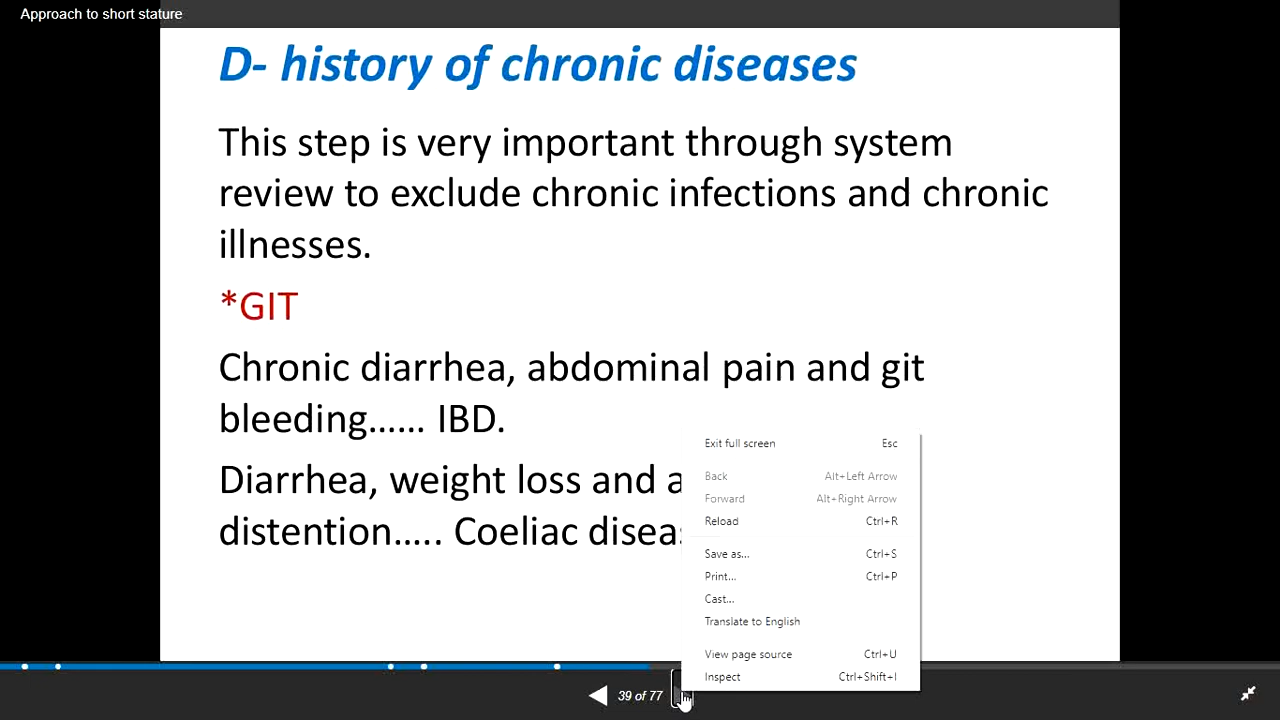 Approach to short stature
D- history of chronic diseases
This step is very important through system
review to exclude chronic infections and chronic
illnesses.
*GIT
Chronic diarrhea, abdominal pain and git
bleeding...... IBD.
Diarrhea, weight loss and
distention..... Coeliac
Exit full screen Esc
Back Alt+Left Arrow
Forward Alt+Right Arrow
Reload Ctrl+R
Save as... Ctrl+S
Print... Ctrl+P
Cast...
Translate to English
View page source Ctrl+U
Inspect Ctrl+Shift+I
39 of 77